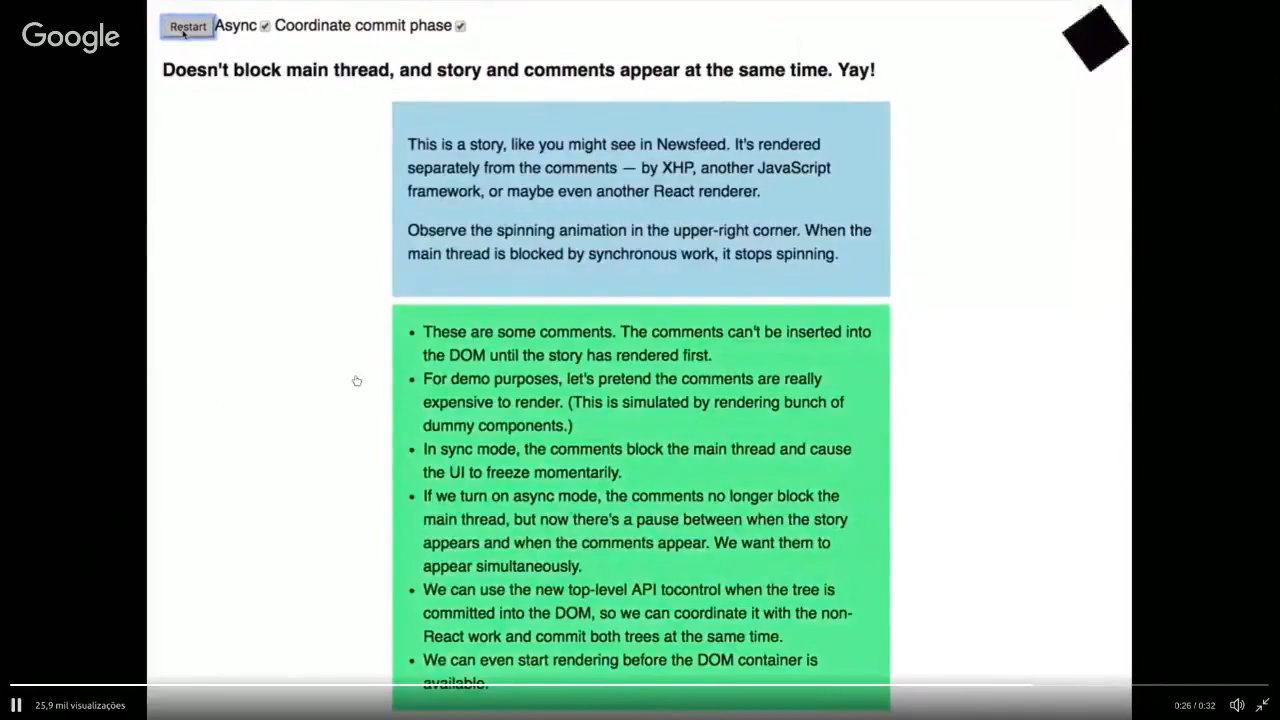 Google
Restart Async Coordinate commit phase
Doesn't block main thread, and story and comments appear at the same time. Yay!
This is a story, like you might see in Newsfeed. It's rendered
separately from the comments — by XHP, another JavaScript
framework, or maybe even another React renderer.
Observe the spinning animation in the upper-right corner. When the
main thread is blocked by synchronous work, it stops spinning.
• These are some comments. The comments can't be inserted into
the DOM until the story has rendered first.
• For demo purposes, let's pretend the comments are really
expensive to render. (This is simulated by rendering bunch of
dummy components.)
• In sync mode, the comments block the main thread and cause
the UI to freeze momentarily.
• If we turn on async mode, the comments no longer block the
main thread, but now there's a pause between when the story
appears and when the comments appear. We want them to
appear simultaneously.
• We can use the new top-level API tocontrol when the tree is
committed into the DOM, so we can coordinate it with the non-
React work and commit both trees at the same time.
• We can even start rendering before the DOM container is
available.
25,9 mil visualizações
0:26 / 0:32